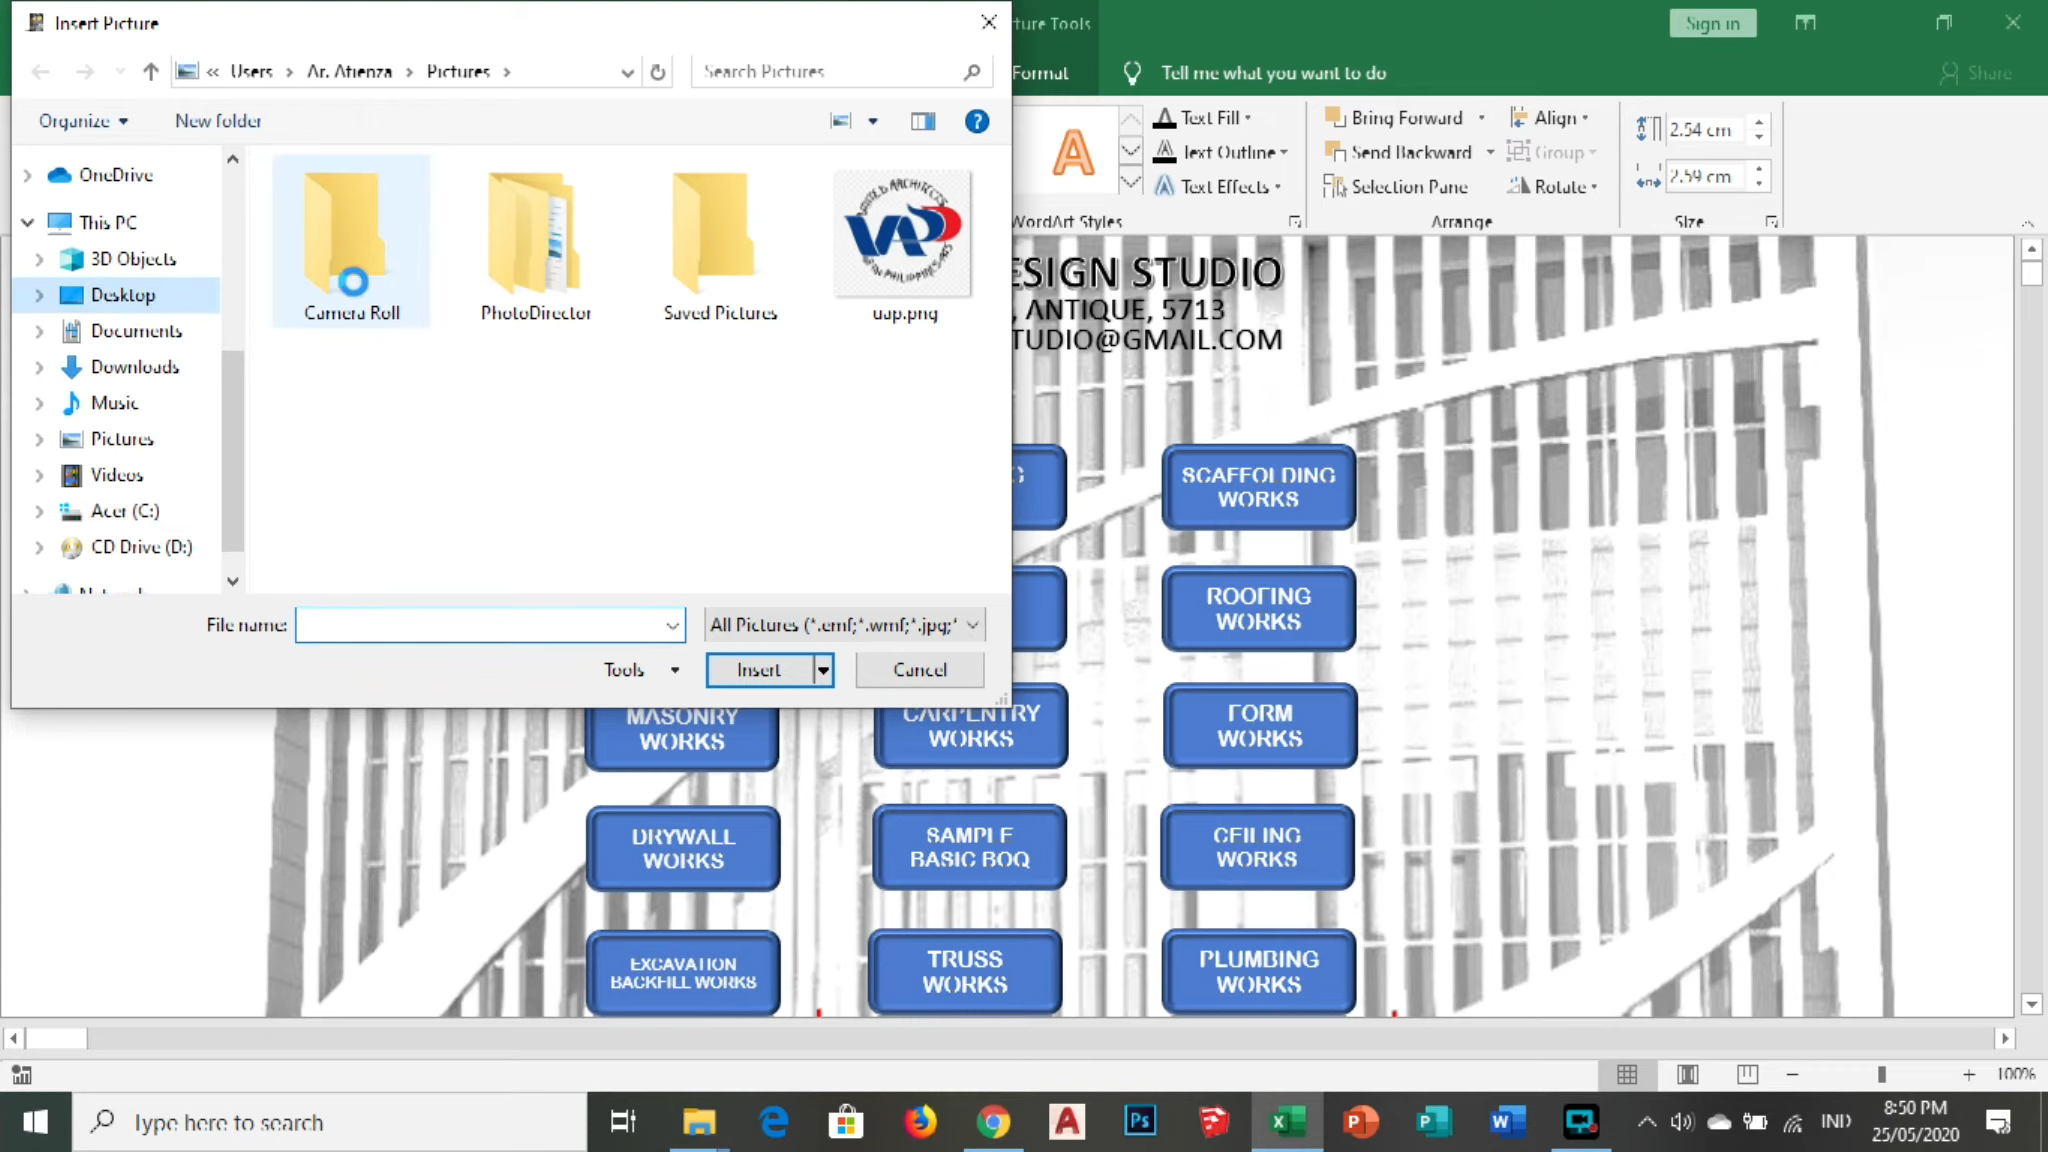 Insert Picture
ture Tools
Sign in
« Users > Ar. Atienza > Pictures >
Search Pictures
Format
Tell me what you want to do
Share
Organize
New folder
OneDrive
This PC
3D Objects
Desktop
Documents
Downloads
Music
Pictures
Videos
Acer (C:)
CD Drive (D:)
Camera Roll
PhotoDirector
Saved Pictures
uap.png
UNITED ARCHITECTS
UAP
PHILIPPINES
File name:
All Pictures (*.emf;*.wmf;*.jpg;*
Tools
Insert
Cancel
Text Fill
Text Outline
Text Effects
WordArt Styles
Bring Forward
Send Backward
Selection Pane
Align
Group
Rotate
Arrange
2.54 cm
2.59 cm
Size
ESIGN STUDIO
, ANTIQUE, 5713
TUDIO@GMAIL.COM
G
SCAFFOLDING
WORKS
ROOFING
WORKS
MASONRY
WORKS
CARPENTRY
WORKS
FORM
WORKS
DRYWALL
WORKS
SAMPLE
BASIC BOQ
CEILING
WORKS
EXCAVATION
BACKFILL WORKS
TRUSS
WORKS
PLUMBING
WORKS
100%
Type here to search
IND
8:50 PM
25/05/2020